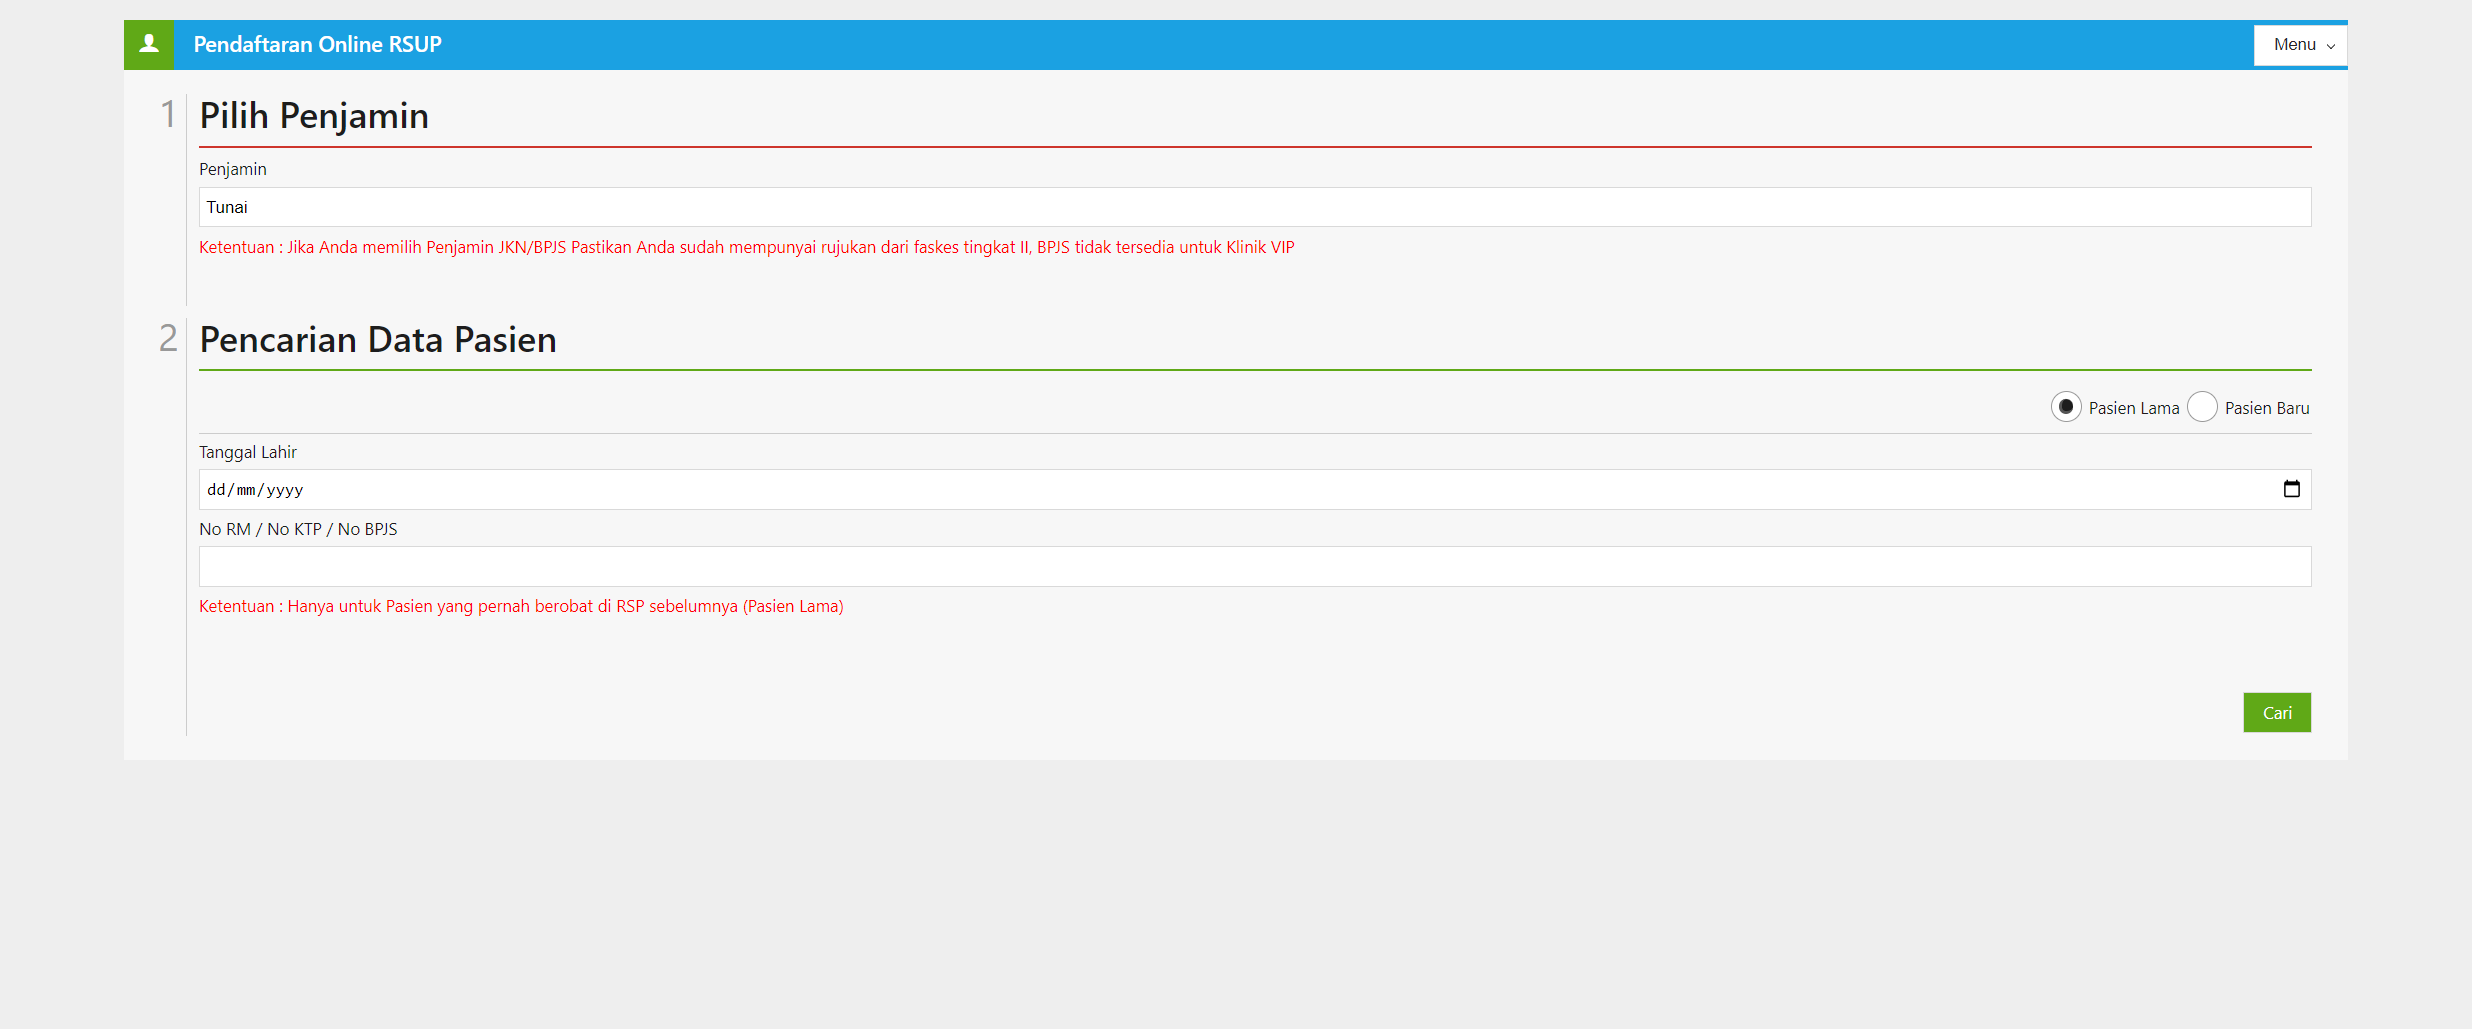 Pendaftaran Online RSUP
Menu
1
Pilih Penjamin
Penjamin
Tunai
Ketentuan : Jika Anda memilih Penjamin JKN/BPJS Pastikan Anda sudah mempunyai rujukan dari faskes tingkat II, BPJS tidak tersedia untuk Klinik VIP
2
Pencarian Data Pasien
Pasien Lama Pasien Baru
Tanggal Lahir
dd/mm/yyyy
No RM / No KTP / No BPJS
Ketentuan : Hanya untuk Pasien yang pernah berobat di RSP sebelumnya (Pasien Lama)
Cari